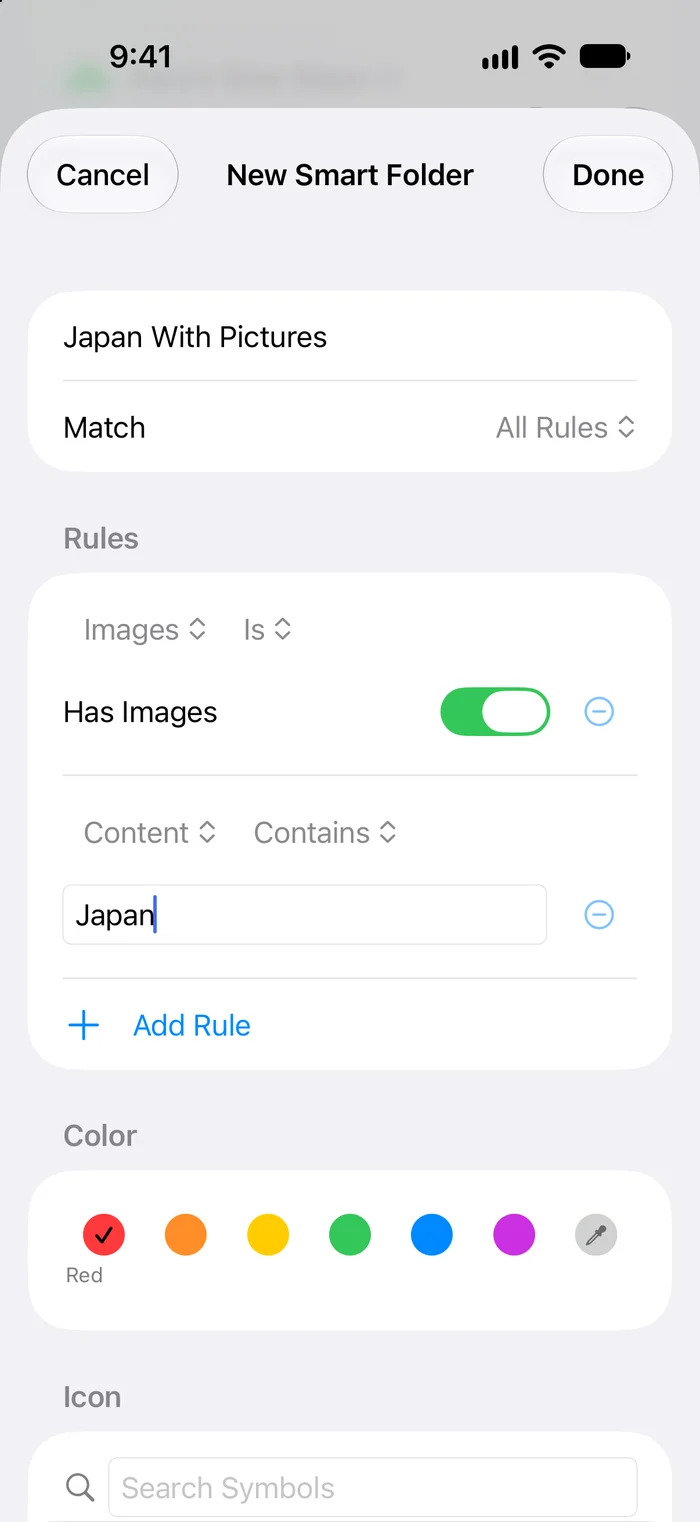 9:41
Cancel New Smart Folder Done
Japan With Pictures
Match All Rules
Rules
Images Is
Has Images
Content Contains
Japan
Add Rule
Color
Red
Icon
Search Symbols